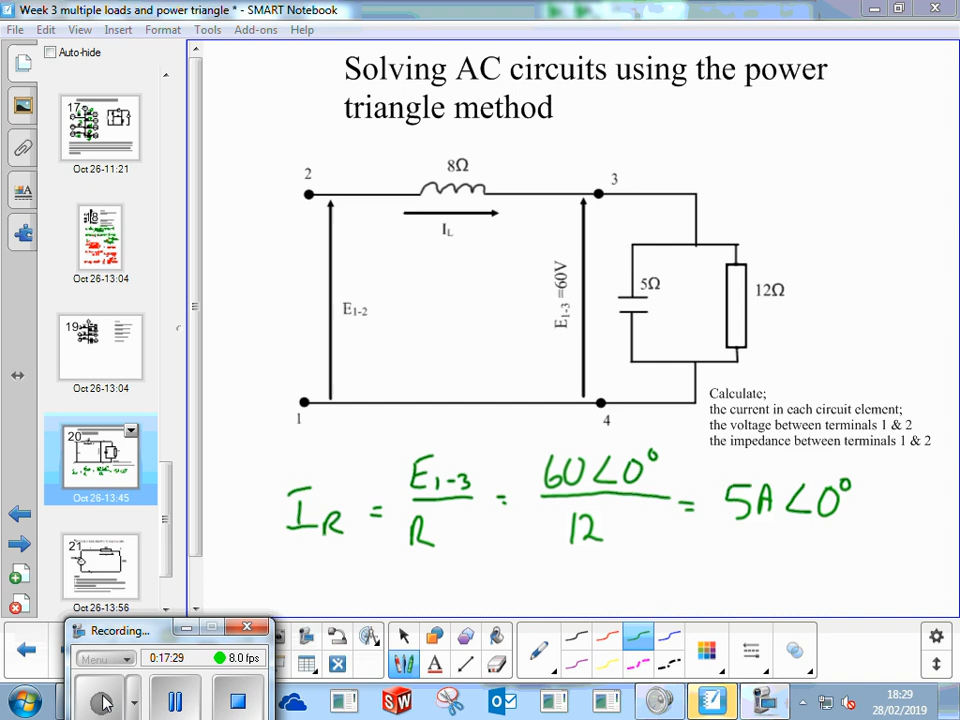 Week 3 multiple loads and power triangle * - SMART Notebook
File Edit View Insert Format Tools Add-ons Help
Auto-hide
17
Oct 26-11:21
18
Oct 26-13:04
19
Oct 26-13:04
20
Oct 26-13:45
21
Oct 26-13:56
Solving AC circuits using the power
triangle method
8Ω
2
3
IL
E1-2
E1-3 =60V
5Ω
12Ω
1
4
Calculate;
the current in each circuit element;
the voltage between terminals 1 & 2
the impedance between terminals 1 & 2
IR = E1-3 / R = 60∠0° / 12 = 5A∠0°
Recording...
Menu
0:17:29
8.0 fps
A
18:29
28/02/2019